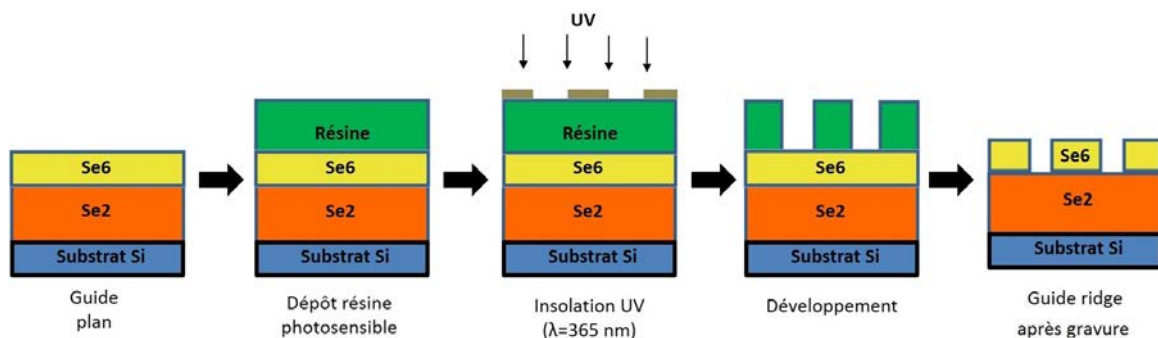 UV
Résine
Résine
Se6
Se6
Se6
Se6
Se6
Se2
Se2
Se2
Se2
Se2
Substrat Si
Substrat Si
Substrat Si
Substrat Si
Substrat Si
Guide
plan
Dépôt résine
photosensible
Insolation UV
(λ=365 nm)
Développement
Guide ridge
après gravure